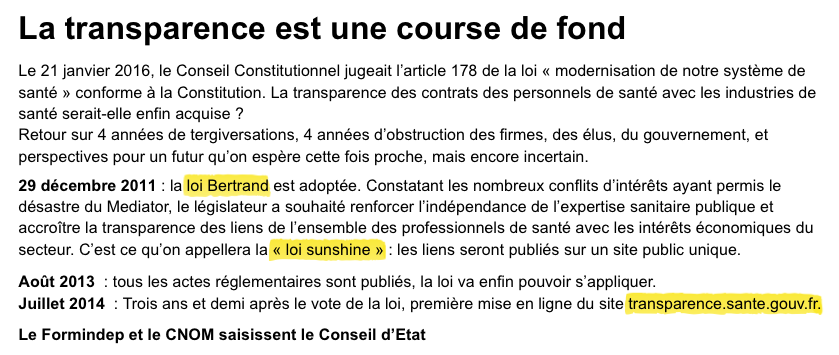 La transparence est une course de fond
Le 21 janvier 2016, le Conseil Constitutionnel jugeait l’article 178 de la loi « modernisation de notre système de
santé » conforme à la Constitution. La transparence des contrats des personnels de santé avec les industries de
santé serait-elle enfin acquise ?
Retour sur 4 années de tergiversations, 4 années d’obstruction des firmes, des élus, du gouvernement, et
perspectives pour un futur qu’on espère cette fois proche, mais encore incertain.
29 décembre 2011 : la loi Bertrand est adoptée. Constatant les nombreux conflits d’intérêts ayant permis le
désastre du Mediator, le législateur a souhaité renforcer l’indépendance de l’expertise sanitaire publique et
accroître la transparence des liens de l’ensemble des professionnels de santé avec les intérêts économiques du
secteur. C’est ce qu’on appellera la « loi sunshine » : les liens seront publiés sur un site public unique.
Août 2013 : tous les actes réglementaires sont publiés, la loi va enfin pouvoir s’appliquer.
Juillet 2014 : Trois ans et demi après le vote de la loi, première mise en ligne du site transparence.sante.gouv.fr.
Le Formindep et le CNOM saisissent le Conseil d’Etat